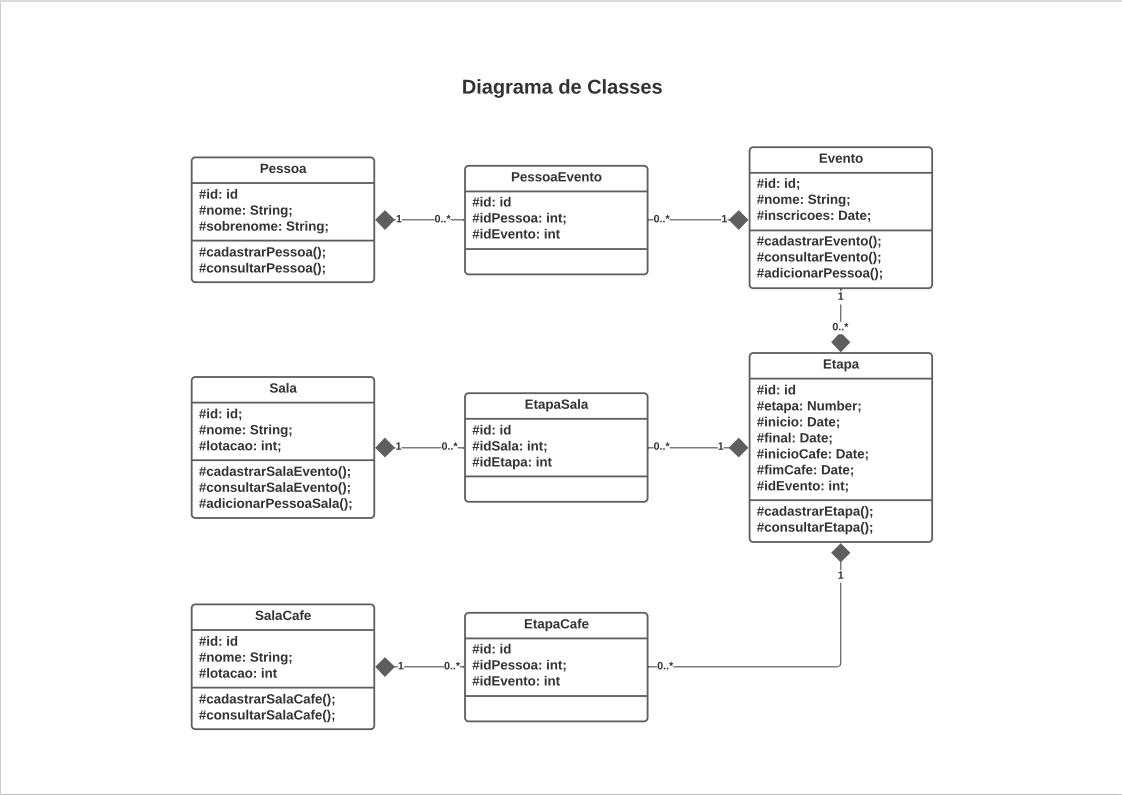 Diagrama de Classes
Pessoa
#id: id
#nome: String;
#sobrenome: String;
#cadastrarPessoa();
#consultarPessoa();
1
0..*
PessoaEvento
#id: id
#idPessoa: int;
#idEvento: int
0..*
1
Evento
#id: id;
#nome: String;
#inscricoes: Date;
#cadastrarEvento();
#consultarEvento();
#adicionarPessoa();
1
0..*
Sala
#id: id;
#nome: String;
#lotacao: int;
#cadastrarSalaEvento();
#consultarSalaEvento();
#adicionarPessoaSala();
1
0..*
EtapaSala
#id: id
#idSala: int;
#idEtapa: int
0..*
1
Etapa
#id: id
#etapa: Number;
#inicio: Date;
#final: Date;
#inicioCafe: Date;
#fimCafe: Date;
#idEvento: int;
#cadastrarEtapa();
#consultarEtapa();
1
SalaCafe
#id: id
#nome: String;
#lotacao: int
#cadastrarSalaCafe();
#consultarSalaCafe();
1
0..*
EtapaCafe
#id: id
#idPessoa: int;
#idEvento: int
0..*